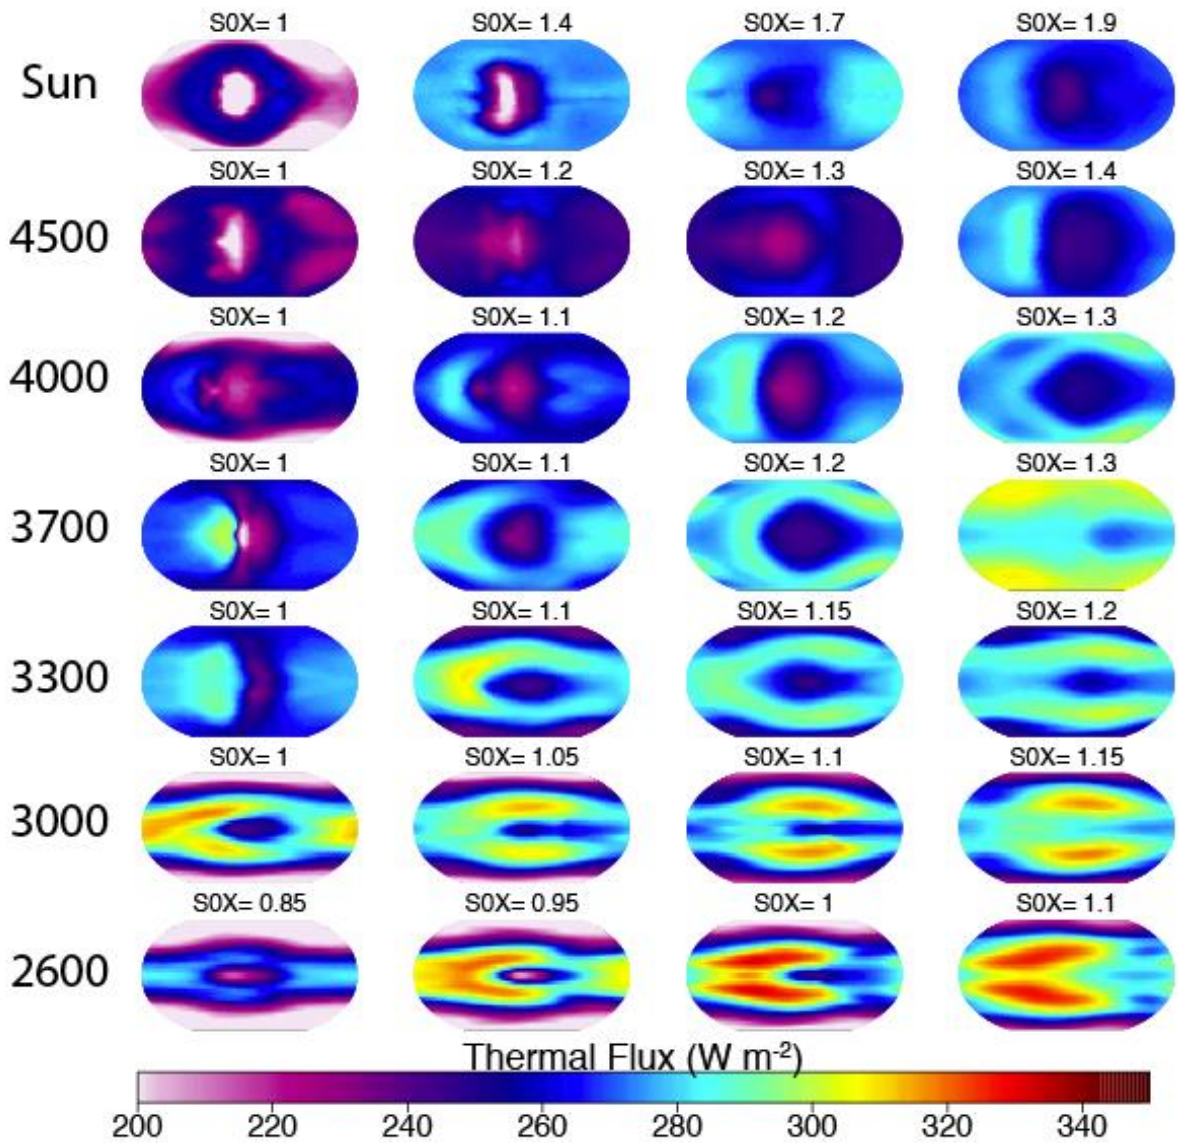 S0X= 1 S0X= 1.4 S0X= 1.7 S0X= 1.9
Sun
S0X= 1 S0X= 1.2 S0X= 1.3 S0X= 1.4
4500
S0X= 1 S0X= 1.1 S0X= 1.2 S0X= 1.3
4000
S0X= 1 S0X= 1.1 S0X= 1.2 S0X= 1.3
3700
S0X= 1 S0X= 1.1 S0X= 1.15 S0X= 1.2
3300
S0X= 1 S0X= 1.05 S0X= 1.1 S0X= 1.15
3000
S0X= 0.85 S0X= 0.95 S0X= 1 S0X= 1.1
2600
Thermal Flux (W m⁻²)
200 220 240 260 280 300 320 340